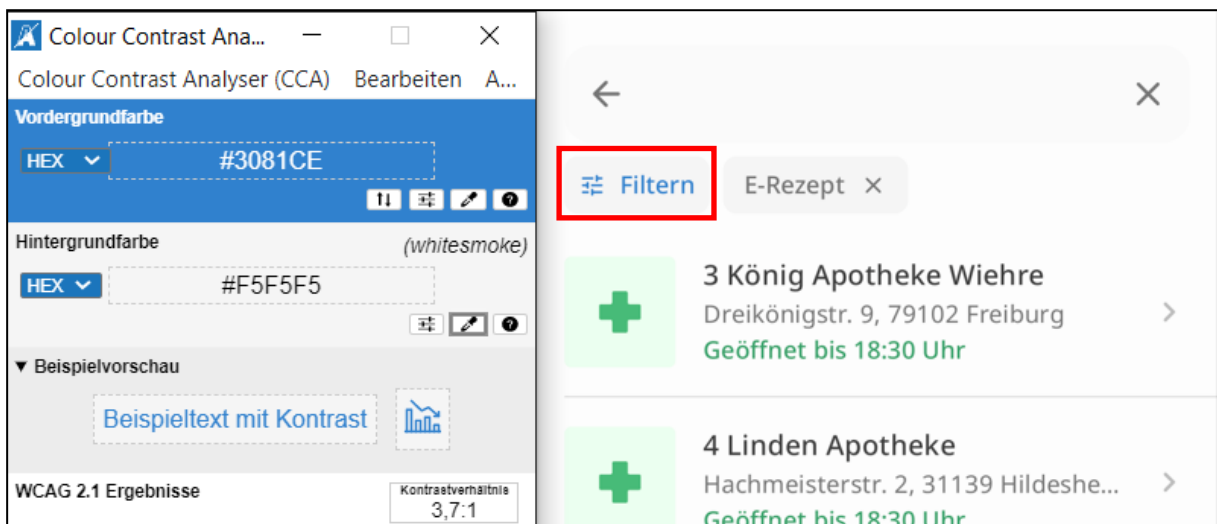 Colour Contrast Ana...
Colour Contrast Analyser (CCA) Bearbeiten A...
Vordergrundfarbe
HEX #3081CE
Hintergrundfarbe (whitesmoke)
HEX #F5F5F5
▼ Beispielvorschau
Beispieltext mit Kontrast
WCAG 2.1 Ergebnisse
Kontrastverhältnis
3,7:1
Filtern
E-Rezept ×
3 König Apotheke Wiehre
Dreikönigstr. 9, 79102 Freiburg
Geöffnet bis 18:30 Uhr
4 Linden Apotheke
Hachmeisterstr. 2, 31139 Hildeshe...
Geöffnet bis 18:30 Uhr